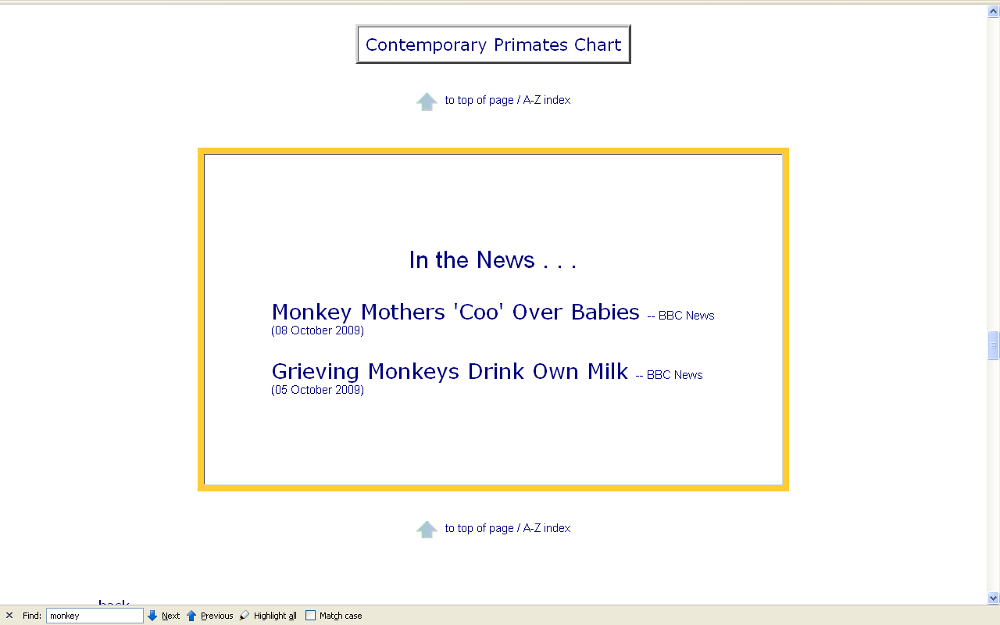 Contemporary Primates Chart
to top of page / A-Z index
In the News . . .
Monkey Mothers 'Coo' Over Babies -- BBC News
(08 October 2009)
Grieving Monkeys Drink Own Milk -- BBC News
(05 October 2009)
to top of page / A-Z index
back
Find: monkey Next Previous Highlight all Match case